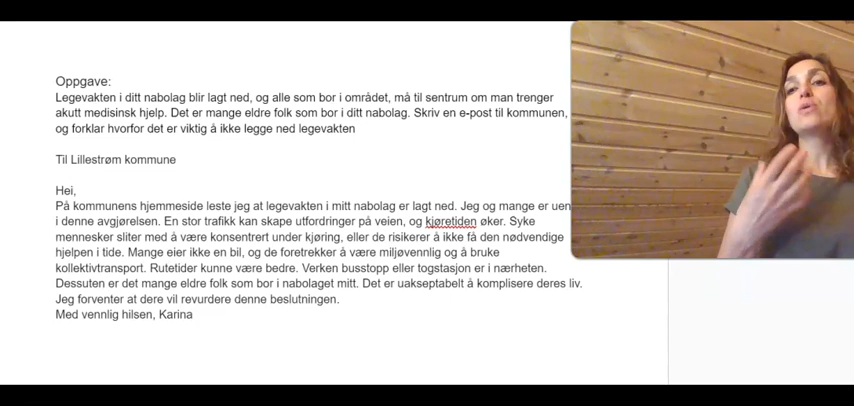 Oppgave:
Legevakten i ditt nabolag blir lagt ned, og alle som bor i området, må til sentrum om man trenger
akutt medisinsk hjelp. Det er mange eldre folk som bor i ditt nabolag. Skriv en e-post til kommunen,
og forklar hvorfor det er viktig å ikke legge ned legevakten
Til Lillestrøm kommune
Hei,
På kommunens hjemmeside leste jeg at legevakten i mitt nabolag er lagt ned. Jeg og mange er uen
i denne avgjørelsen. En stor trafikk kan skape utfordringer på veien, og kjøretiden øker. Syke
mennesker sliter med å være konsentrert under kjøring, eller de risikerer å ikke få den nødvendige
hjelpen i tide. Mange eier ikke en bil, og de foretrekker å være miljøvennlig og å bruke
kollektivtransport. Rutetider kunne være bedre. Verken busstopp eller togstasjon er i nærheten.
Dessuten er det mange eldre folk som bor i nabolaget mitt. Det er uakseptabelt å komplisere deres liv.
Jeg forventer at dere vil revurdere denne beslutningen.
Med vennlig hilsen, Karina